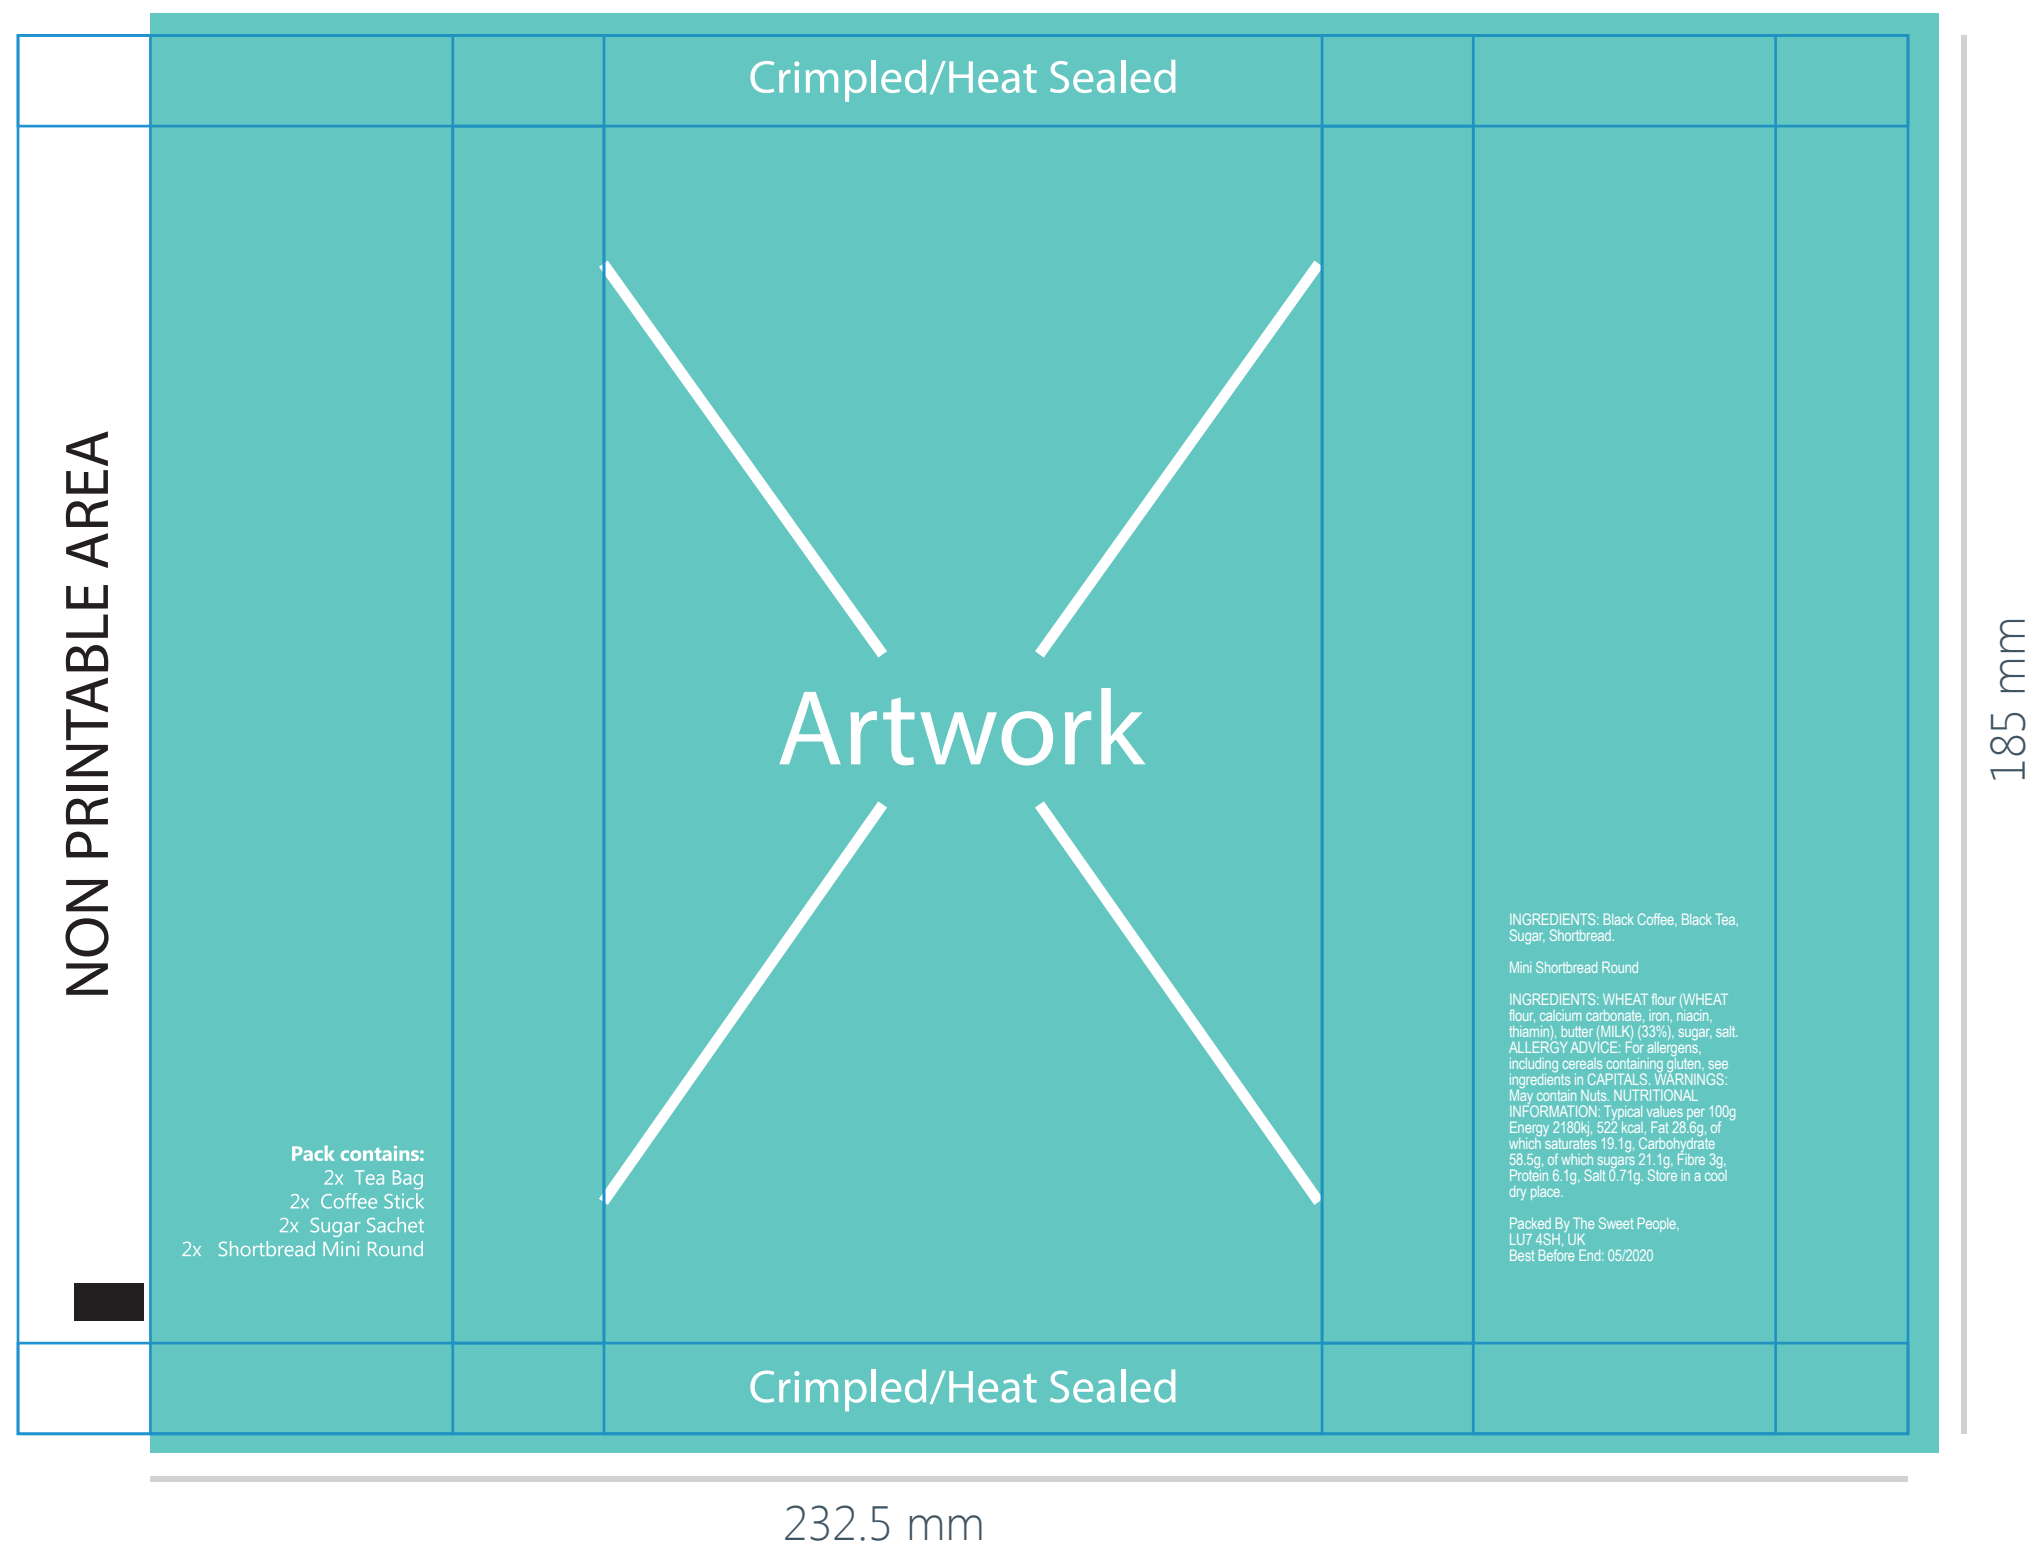 Crimpled/Heat Sealed
NON PRINTABLE AREA
Artwork
185 mm
Pack contains:
2x Tea Bag
2x Coffee Stick
2x Sugar Sachet
2x Shortbread Mini Round
INGREDIENTS: Black Coffee, Black Tea,
Sugar, Shortbread.
Mini Shortbread Round
INGREDIENTS: WHEAT flour (WHEAT
flour, calcium carbonate, iron, niacin,
thiamin), butter (MILK) (33%), sugar, salt.
ALLERGY ADVICE: For allergens,
including cereals containing gluten, see
ingredients in CAPITALS. WARNINGS:
May contain Nuts. NUTRITIONAL
INFORMATION: Typical values per 100g
Energy 2180kj, 522 kcal, Fat 28.6g, of
which saturates 19.1g, Carbohydrate
58.5g, of which sugars 21.1g, Fibre 3g,
Protein 6.1g, Salt 0.71g. Store in a cool
dry place.
Packed By The Sweet People,
LU7 4SH, UK
Best Before End: 05/2020
Crimpled/Heat Sealed
232.5 mm